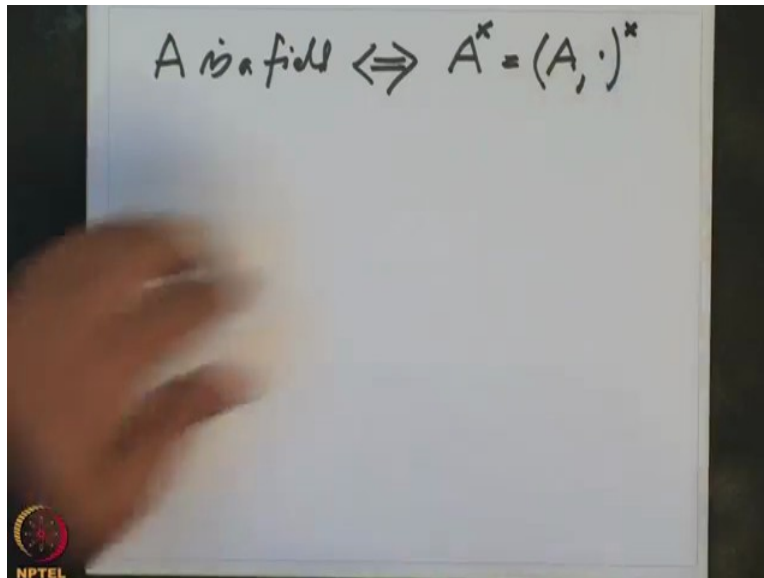 A is a field ⇔ A^x = (A, ·)^x
NPTEL